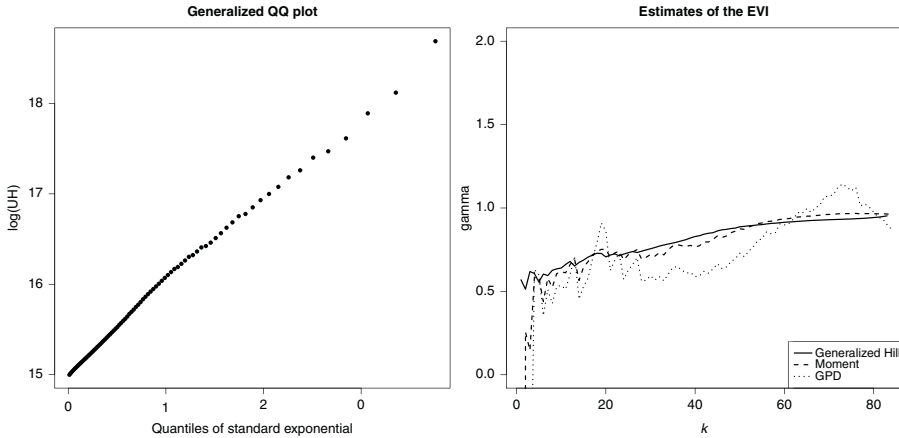 Generalized QQ plot
log(UH)
18
17
16
15
0 1 2 0
Quantiles of standard exponential
Estimates of the EVI
gamma
2.0
1.5
1.0
0.5
0.0
0 20 40 60 80
k
Generalized Hill
Moment
GPD